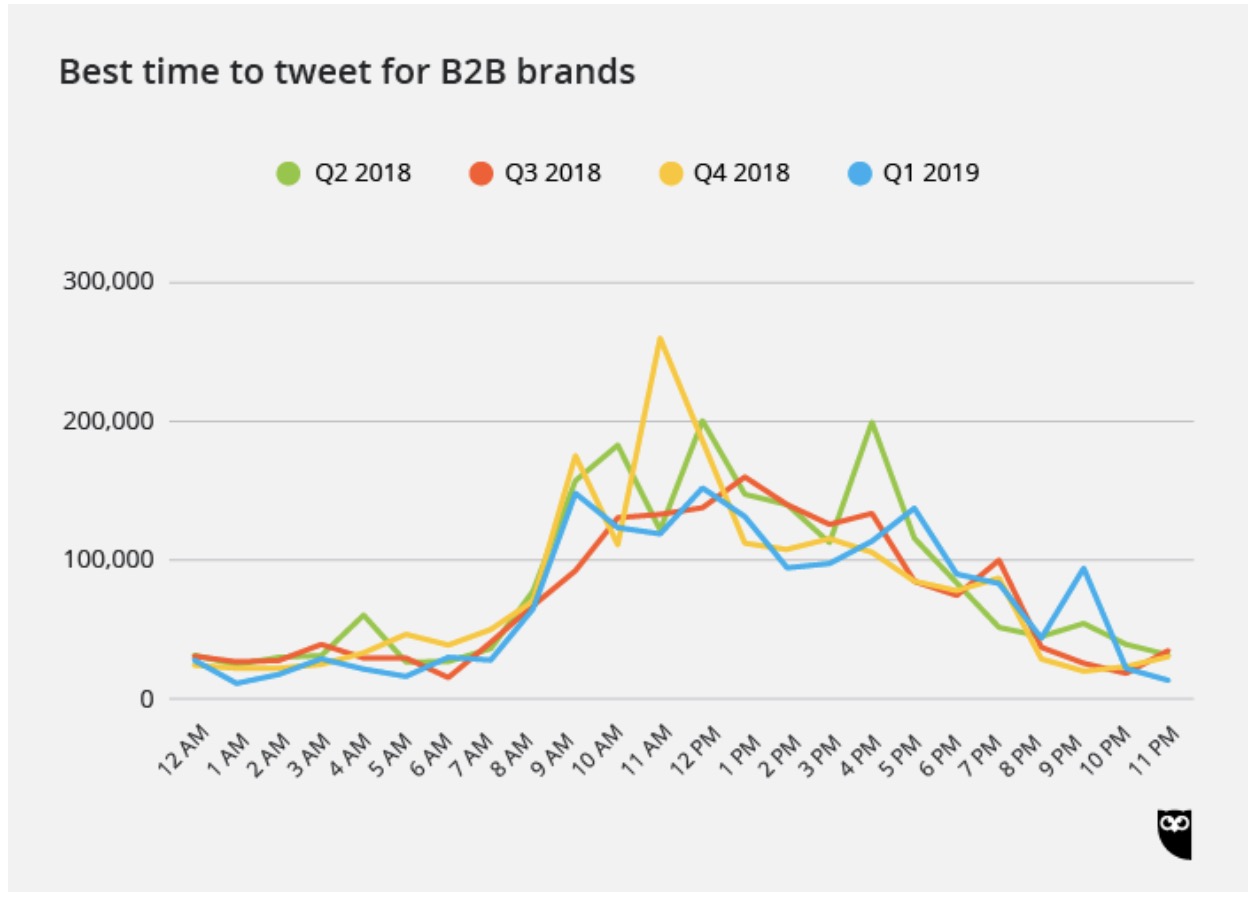 Best time to tweet for B2B brands
Q2 2018 Q3 2018 Q4 2018 Q1 2019
300,000
200,000
100,000
0
12 AM 1 AM 2 AM 3 AM 4 AM 5 AM 6 AM 7 AM 8 AM 9 AM 10 AM 11 AM 12 PM 1 PM 2 PM 3 PM 4 PM 5 PM 6 PM 7 PM 8 PM 9 PM 10 PM 11 PM